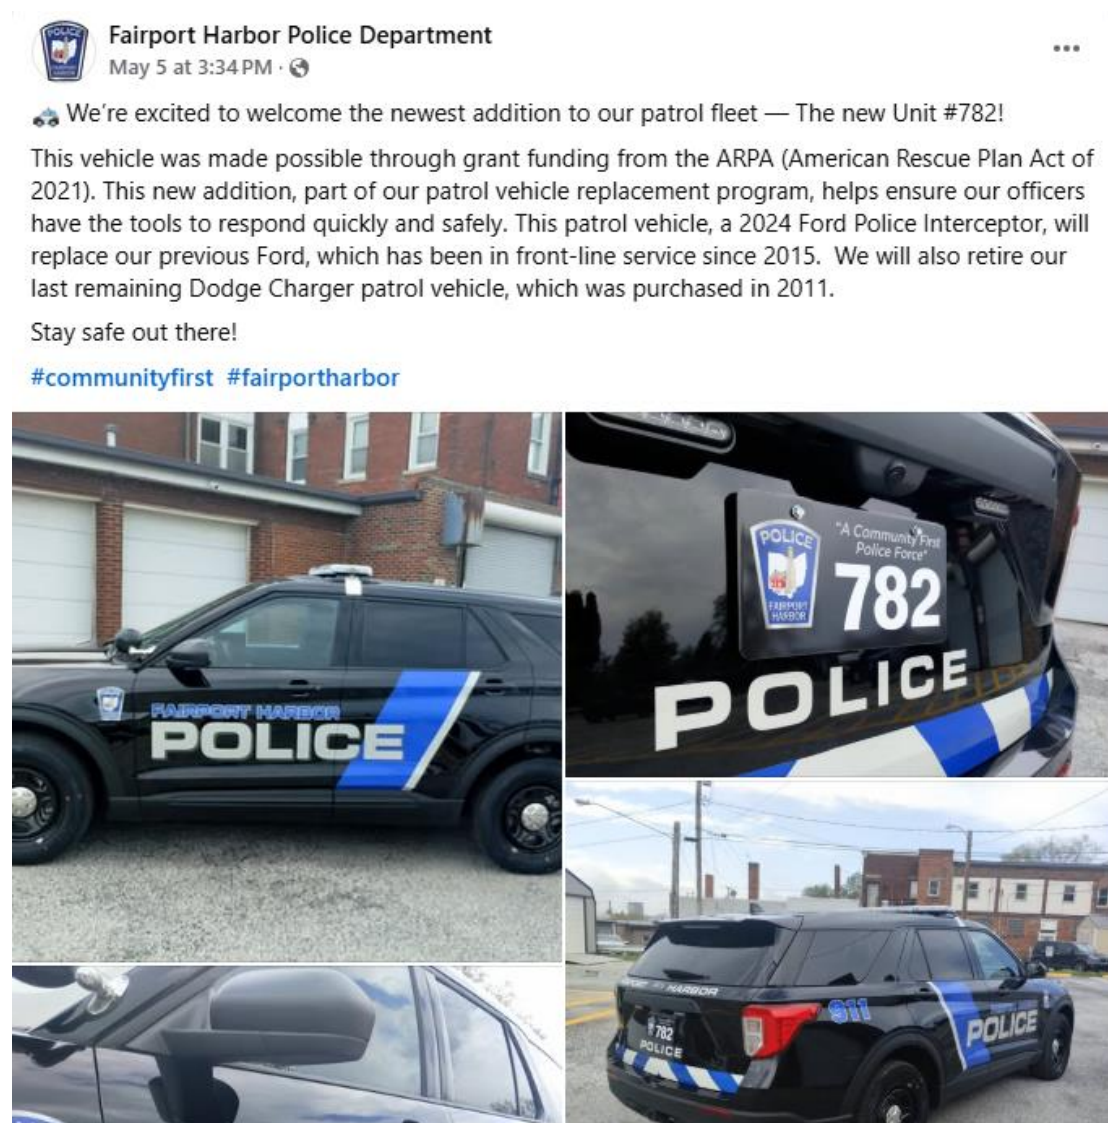 Fairport Harbor Police Department
May 5 at 3:34 PM ·
We're excited to welcome the newest addition to our patrol fleet — The new Unit #782!
This vehicle was made possible through grant funding from the ARPA (American Rescue Plan Act of
2021). This new addition, part of our patrol vehicle replacement program, helps ensure our officers
have the tools to respond quickly and safely. This patrol vehicle, a 2024 Ford Police Interceptor, will
replace our previous Ford, which has been in front-line service since 2015.  We will also retire our
last remaining Dodge Charger patrol vehicle, which was purchased in 2011.
Stay safe out there!
#communityfirst #fairportharbor
FAIRPORT HARBOR
POLICE
POLICE
FAIRPORT
HARBOR
"A Community First
Police Force"
782
POLICE
HARBOR
911
782
POLICE
POLICE